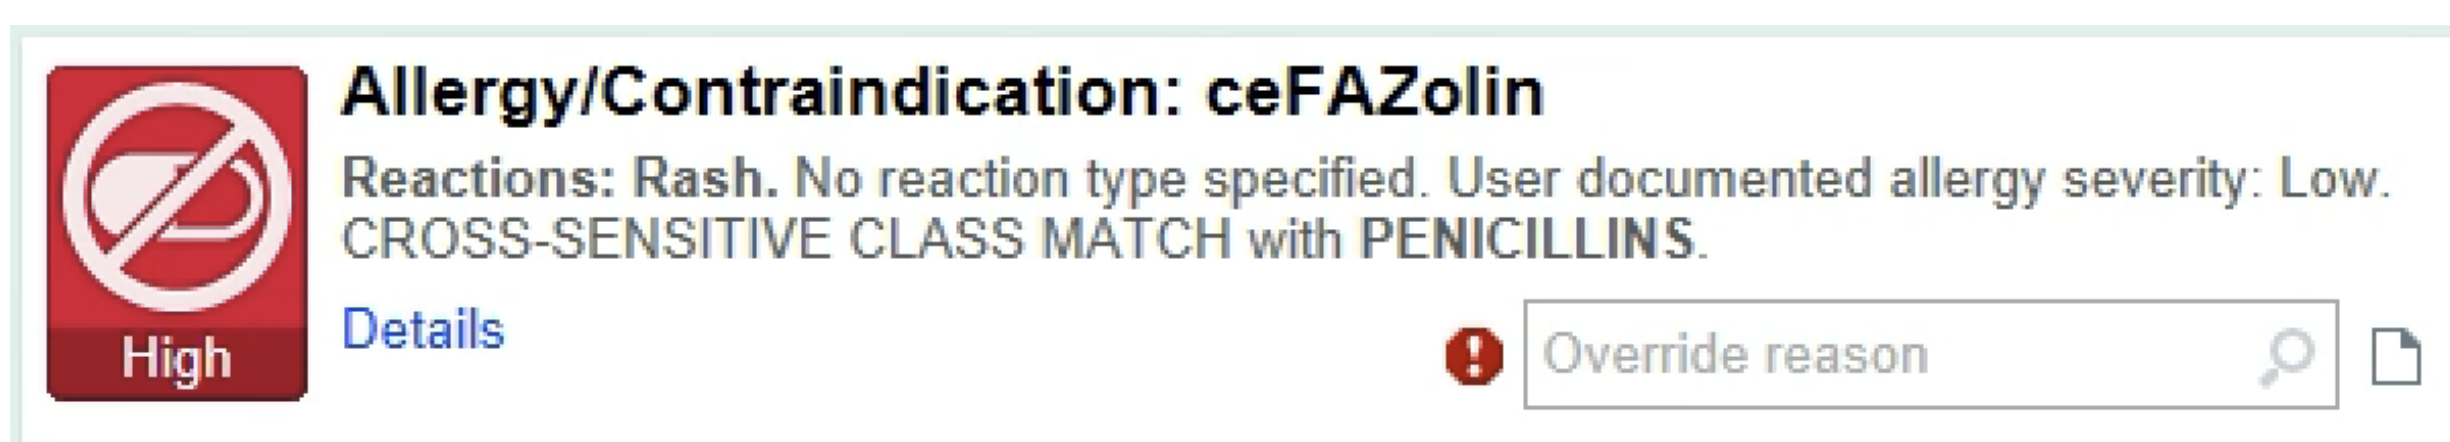 Allergy/Contraindication: ceFAZolin
Reactions: Rash. No reaction type specified. User documented allergy severity: Low.
CROSS-SENSITIVE CLASS MATCH with PENICILLINS.
High
Details
Override reason